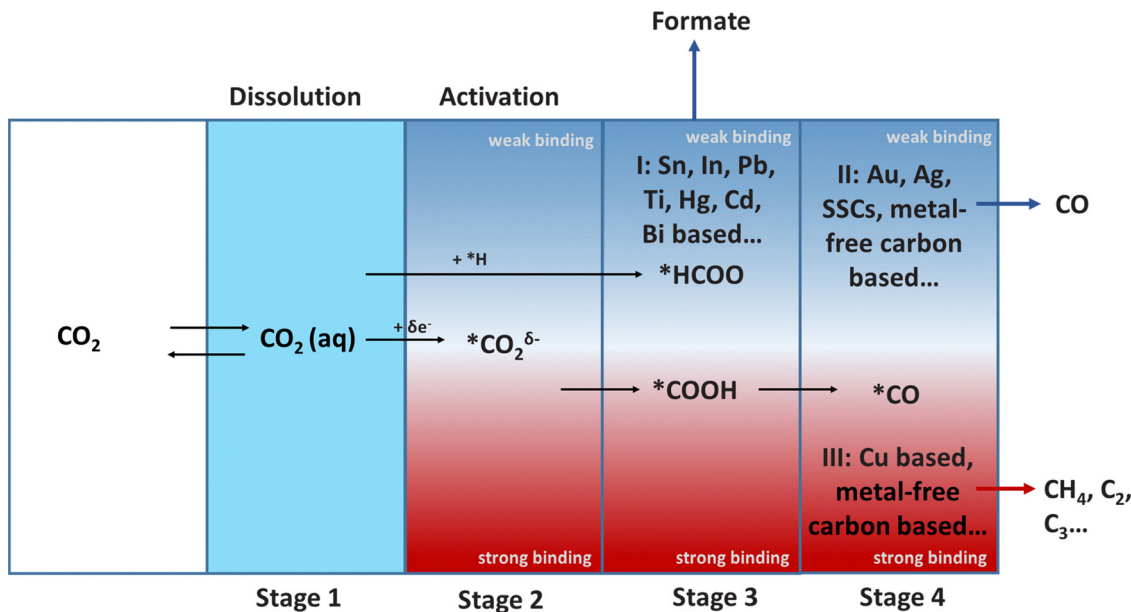 Formate
Dissolution
Activation
weak binding
weak binding
weak binding
I: Sn, In, Pb,
Ti, Hg, Cd,
Bi based...
II: Au, Ag,
SSCs, metal-
free carbon
based...
CO
+ *H
*HCOO
CO₂
CO₂ (aq)
+ δe⁻
*CO₂^δ-
*COOH
*CO
III: Cu based,
metal-free
carbon based...
CH₄, C₂,
C₃...
strong binding
strong binding
strong binding
Stage 1
Stage 2
Stage 3
Stage 4